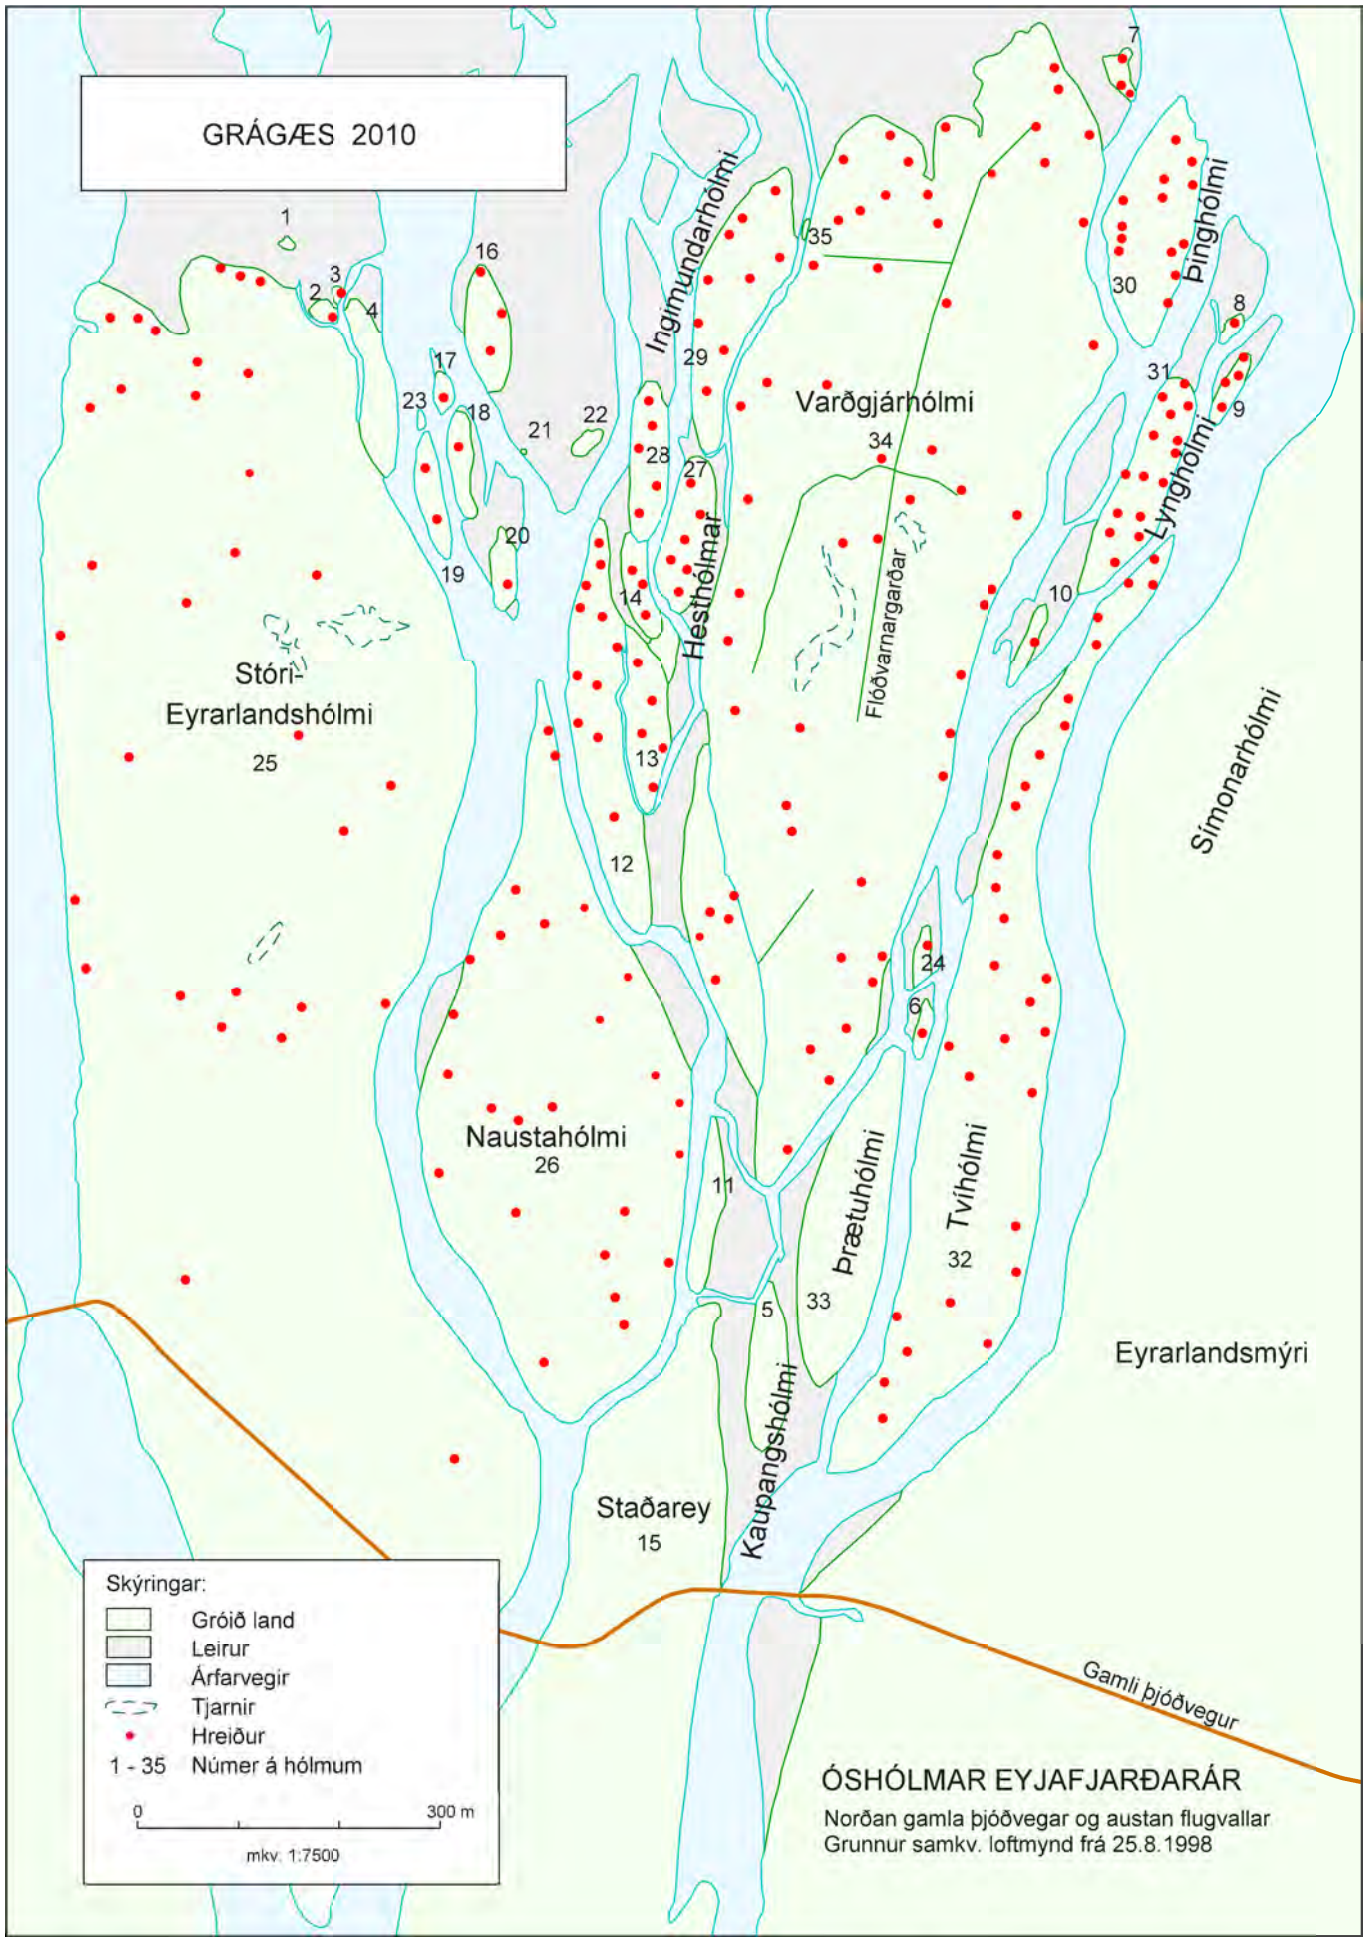 GRÁGÆS 2010
1
2
3
4
16
17
18
23
21
22
19
20
Ingimundarhólmi
29
28
27
14
Hesthólmar
13
12
35
7
Þinghólmi
30
8
31
9
Lyngholmi
10
Varðgjárhólmi
34
Flóðvarnargarðar
Stóri-
Eyrarlandshólmi
25
Símonarhólmi
24
6
Naustahólmi
26
11
Þrætuhólmi
33
Tvíhólmi
32
5
Kaupangshólmi
Eyrarlandsmýri
Staðarey
15
Gamli þjóðvegur
Skýringar:
Gróið land
Leirur
Árfarvegir
Tjarnir
Hreiður
1 - 35 Númer á hólmum
0 300 m
mkv. 1:7500
ÓSHÓLMAR EYJAFJARÐARÁR
Norðan gamla þjóðvegar og austan flugvallar
Grunnur samkv. loftmynd frá 25.8.1998